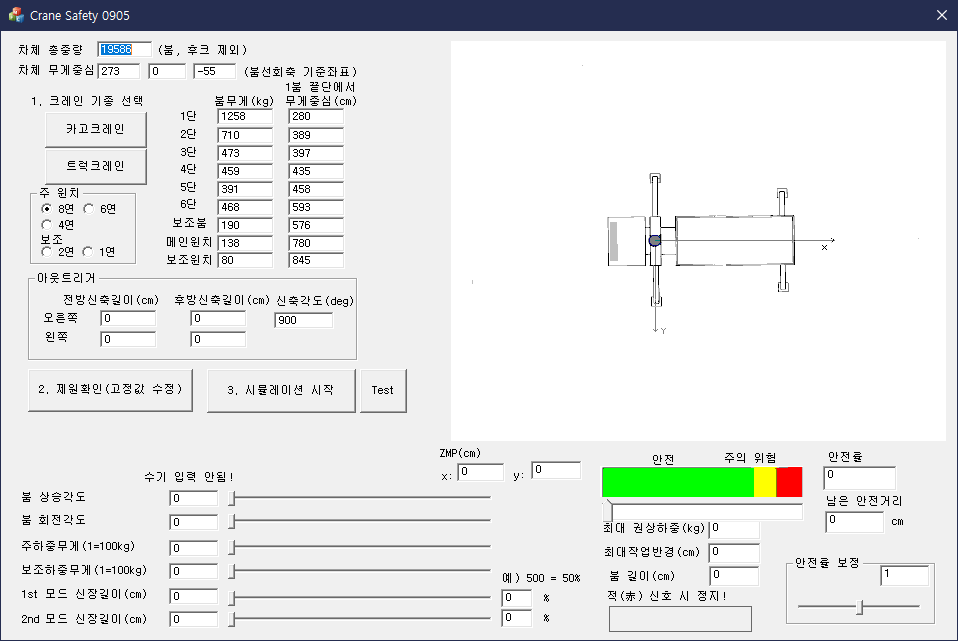 Crane Safety 0905
차체 총중량 19586 (붐, 후크 제외)
차체 무게중심 273 0 -55 (붐선회축 기준좌표)
1. 크레인 기종 선택
카고크레인
트럭크레인
주 윈치
8연 6연
4연
보조
2연 1연
1붐 끝단에서
붐무게(kg) 무게중심(cm)
1단 1258 280
2단 710 389
3단 473 397
4단 459 435
5단 391 458
6단 468 593
보조붐 190 576
메인윈치 138 780
보조윈치 80 845
아웃트리거
전방신축길이(cm) 후방신축길이(cm) 신축각도(deg)
오른쪽 0 0 900
왼쪽 0 0
2. 제원확인(고정값 수정) 3. 시뮬레이션 시작 Test
X
Y
ZMP(cm)
x: 0 y: 0
수기 입력 안됨!
붐 상승각도 0
붐 회전각도 0
주하중무게(1=100kg) 0
보조하중무게(1=100kg) 0
예) 500 = 50%
1st 모드 신장길이(cm) 0 0 %
2nd 모드 신장길이(cm) 0 0 %
안전 주의 위험
안전율
0
남은 안전거리
0 cm
최대 권상하중(kg) 0
최대작업반경(cm) 0
붐 길이(cm) 0
적(赤) 신호 시 정지!
안전율 보정
1